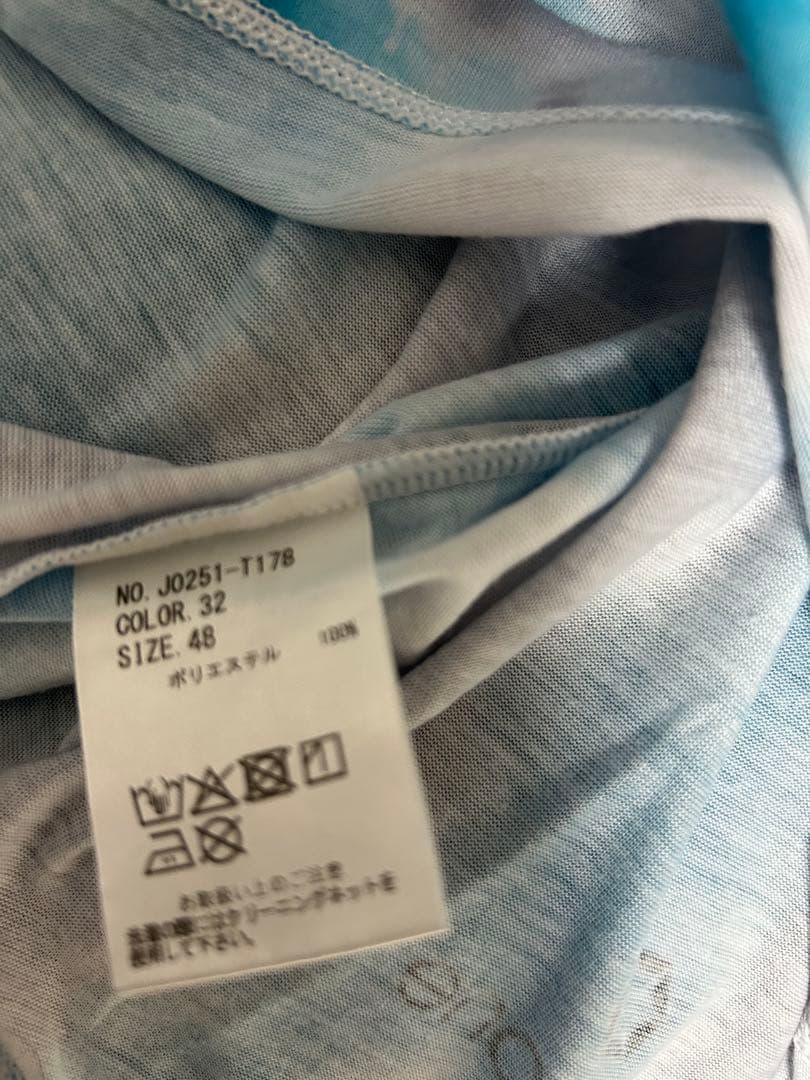 NO. J0251-T178
COLOR. 32
SIZE. 48
ポリエステル 100%
お取扱い上のご注意
洗濯の際にはクリーニングネットを
使用して下さい。